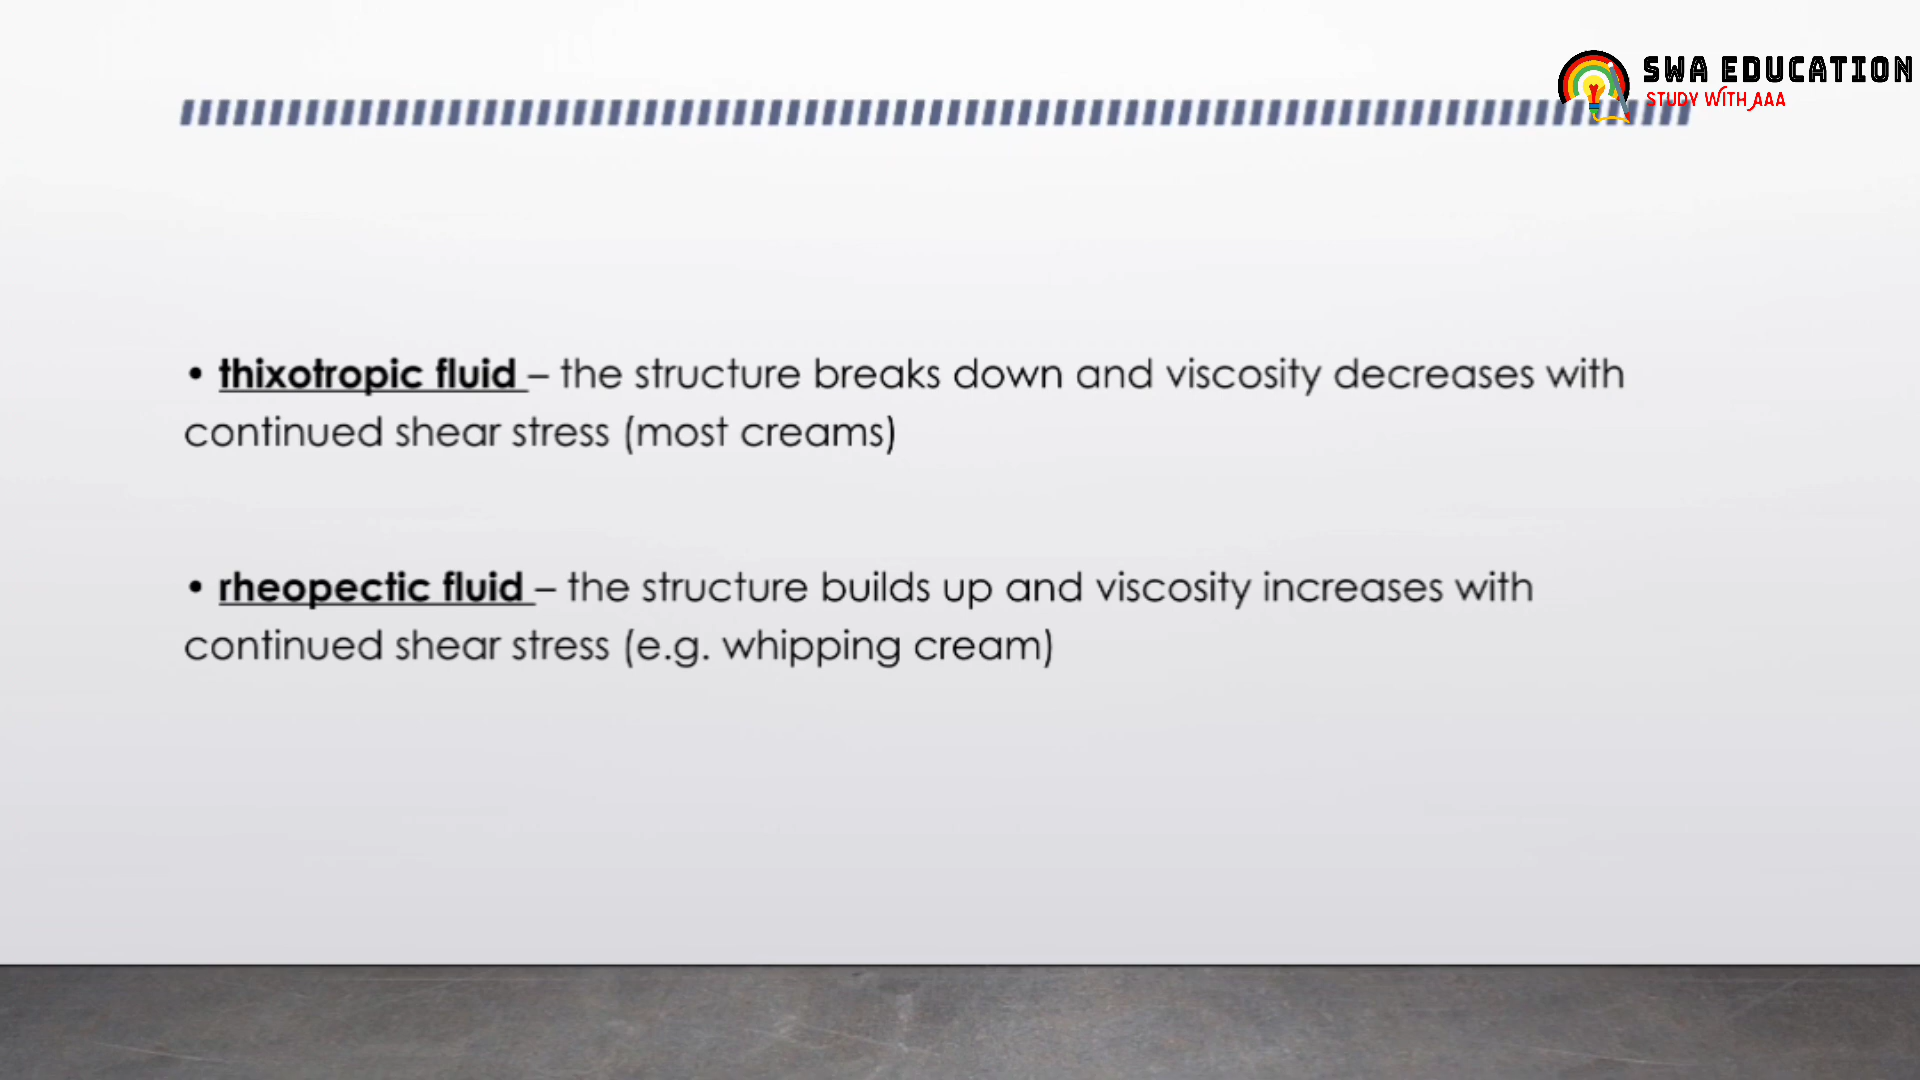 SWA EDUCATION
STUDY WITH AAA
• thixotropic fluid – the structure breaks down and viscosity decreases with
continued shear stress (most creams)
• rheopectic fluid – the structure builds up and viscosity increases with
continued shear stress (e.g. whipping cream)